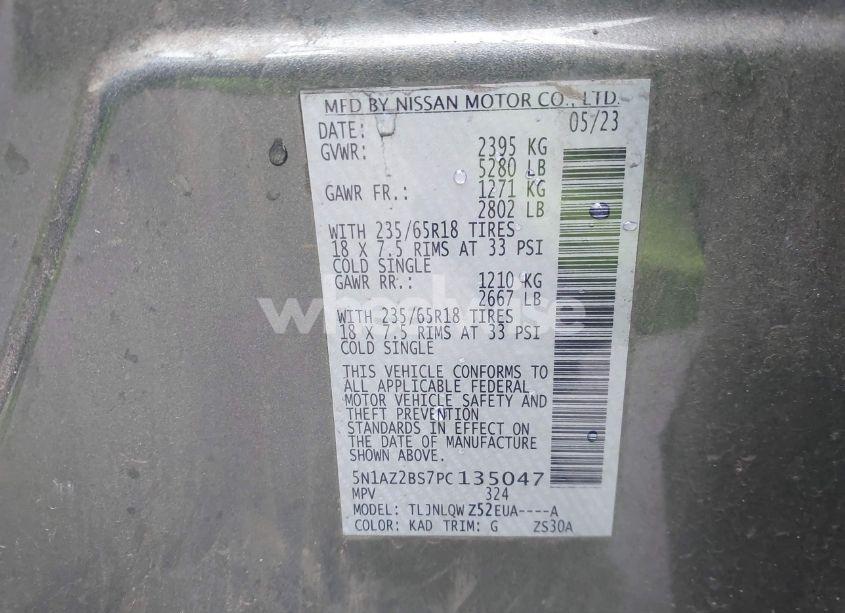 MFD BY NISSAN MOTOR CO., LTD.
DATE: 05/23
GVWR: 2395 KG
5280 LB
GAWR FR.: 1271 KG
2802 LB
WITH 235/65R18 TIRES
18 X 7.5 RIMS AT 33 PSI
COLD SINGLE
GAWR RR.: 1210 KG
2667 LB
WITH 235/65R18 TIRES
18 X 7.5 RIMS AT 33 PSI
COLD SINGLE
THIS VEHICLE CONFORMS TO
ALL APPLICABLE FEDERAL
MOTOR VEHICLE SAFETY AND
THEFT PREVENTION
STANDARDS IN EFFECT ON
THE DATE OF MANUFACTURE
SHOWN ABOVE.
5N1AZ2BS7PC135047
MPV 324
MODEL: TLJNLQWZ52EUA----A
COLOR: KAD TRIM: G ZS30A